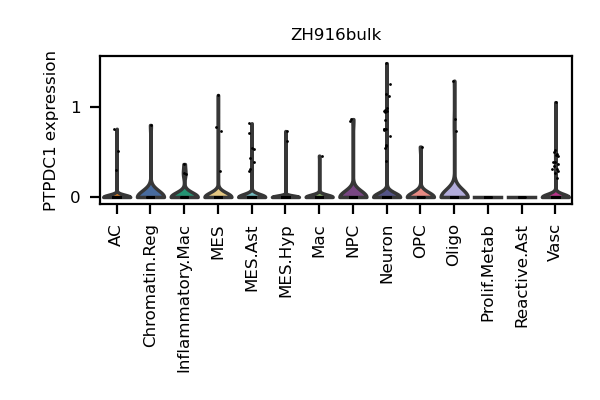 ZH916bulk
PTPDC1 expression
1
0
AC
Chromatin.Reg
Inflammatory.Mac
MES
MES.Ast
MES.Hyp
Mac
NPC
Neuron
OPC
Oligo
Prolif.Metab
Reactive.Ast
Vasc